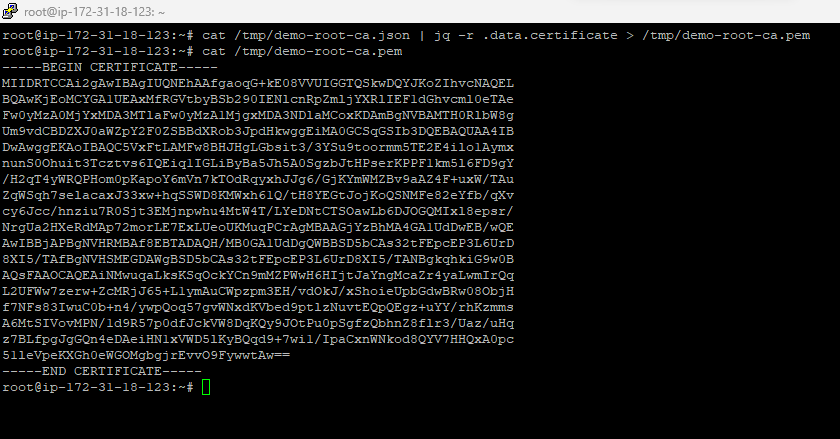 root@ip-172-31-18-123: ~
root@ip-172-31-18-123:~# cat /tmp/demo-root-ca.json | jq -r .data.certificate > /tmp/demo-root-ca.pem
root@ip-172-31-18-123:~# cat /tmp/demo-root-ca.pem
-----BEGIN CERTIFICATE-----
MIIDRTCCAi2gAwIBAgIUQNEhAAfgaoqG+kE08VVUIGGTQSkwDQYJKoZIhvcNAQEL
BQAwKjEoMCYGA1UEAxMfRGVtbyBSb290IENlcnRpZmljYXRlIEF1dGhvcml0eTAe
Fw0yMzA0MjYxMDA3MTlaFw0yMzA1MjgxMDA3NDlaMCoxKDAmBgNVBAMTH0RlbW8g
Um9vdCBDZXJ0aWZpY2F0ZSBBdXRob3JpdHkwggEiMA0GCSqGSIb3DQEBAQUAA4IB
DwAwggEKAoIBAQC5VxFtLAMFw8BHJHgLGbsit3/3YSu9toormm5TE2E4ilolAymx
nunS0Ohuit3Tcztvs6IQEiqlIGLiByBa5Jh5A0SgzbJtHPserKPPFlkm5l6FD9gY
/H2qT4yWRQPHom0pKapoY6mVn7kTOdRqyxhJJg6/GjKYmWMZBv9aAZ4F+uxW/TAu
ZqWSqh7selacaxJ33xw+hqSSWD8KMWxh6lQ/tH8YEGtJojKoQSNMFe82eYfb/qXv
cy6Jcc/hnziu7R0Sjt3EMjnpwhu4MtW4T/LYeDNtCTSOawLb6DJOGQMIxl8epsr/
NrgUa2HXeRdMAp72morLE7ExLUeoUKMuqPCrAgMBAAGjYzBhMA4GA1UdDwEB/wQE
AwIBBjAPBgNVHRMBAf8EBTADAQH/MB0GA1UdDgQWBBSD5bCAs32tFEpcEP3L6UrD
8XI5/TAfBgNVHSMEGDAWgBSD5bCAs32tFEpcEP3L6UrD8XI5/TANBgkqhkiG9w0B
AQsFAAOCAQEAiNMwuqaLksKSqOckYCn9mMZPWwH6HIjtJaYngMcaZr4yaLwmIrQq
L2UFWw7zerw+ZcMRjJ65+LlymAuCWpzpm3EH/vdOkJ/xShoieUpbGdwBRw08ObjH
f7NFs83IwuC0b+n4/ywpQoq57gvWNxdKVbed9ptlzNuvtEQpQEgz+uYY/rhKzmms
A6MtSIVovMPN/ld9R57p0dfJckVW8DqKQy9JOtPu0pSgfzQbhnZ8flr3/Uaz/uHq
z7BLfpgJgGQn4eDAeiHNlxVWD5lKyBQqd9+7wil/IpaCxnWNkod8QYV7HHQxA0pc
5lleVpeKXGh0eWGOMgbgjrEvvO9FywwtAw==
-----END CERTIFICATE-----
root@ip-172-31-18-123:~#